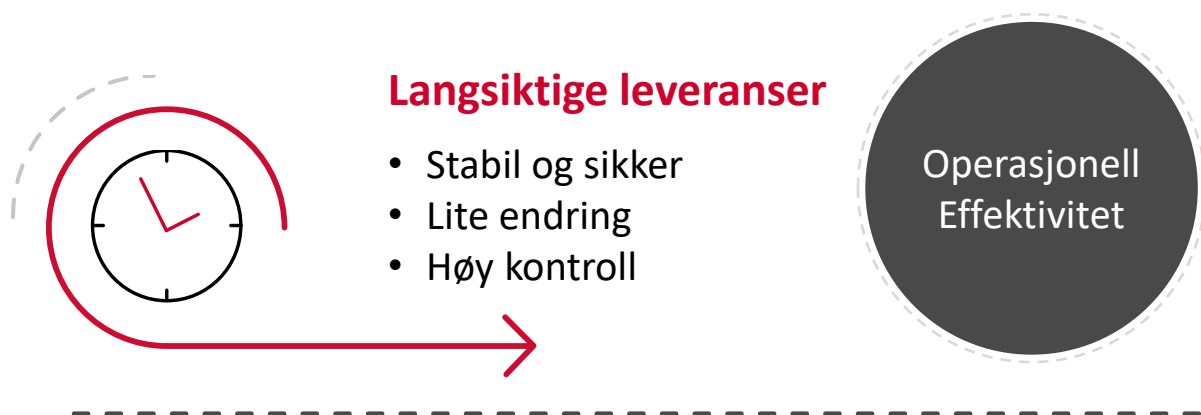 Langsiktige leveranser
• Stabil og sikker
• Lite endring
• Høy kontroll
Operasjonell
Effektivitet